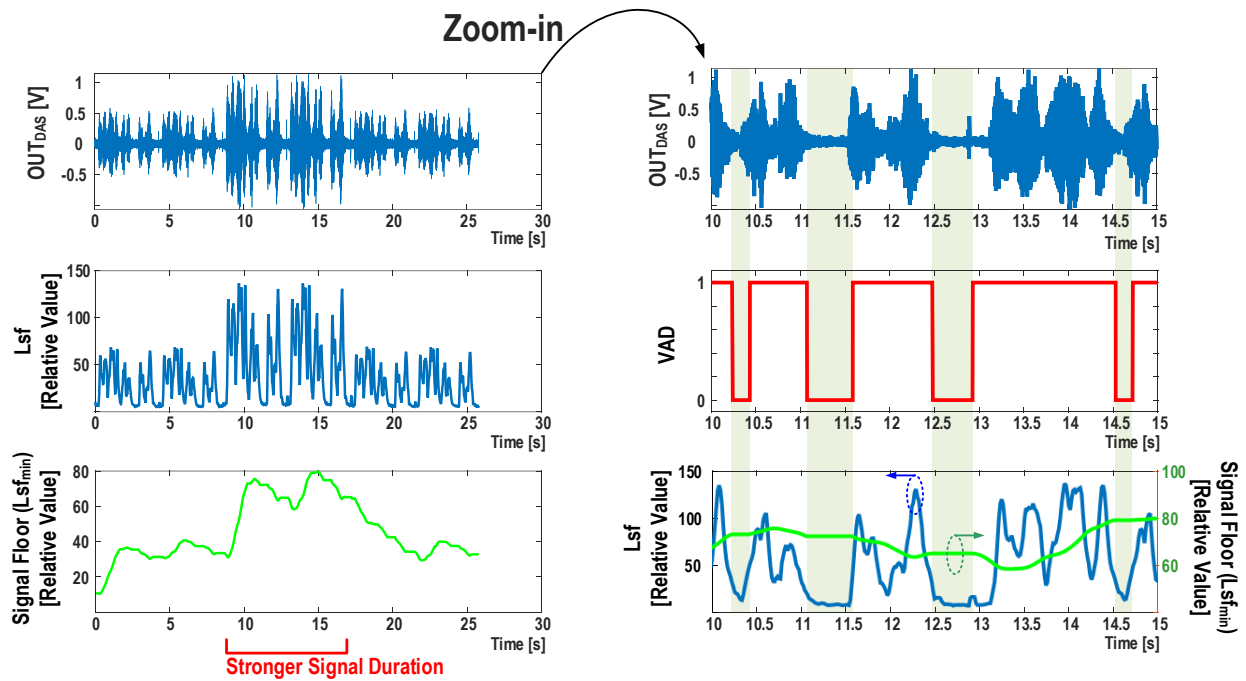 Zoom-in
OUTDAS [V]
1
0.5
0
-0.5
0 5 10 15 20 25 30
Time [s]
OUTDAS [V]
1
0.5
0
-0.5
10 10.5 11 11.5 12 12.5 13 13.5 14 14.5 15
Time [s]
Lsf
[Relative Value]
150
100
50
0 5 10 15 20 25 30
Time [s]
VAD
1
0
10 10.5 11 11.5 12 12.5 13 13.5 14 14.5 15
Time [s]
Signal Floor (Lsfmin)
[Relative Value]
80
60
40
20
0 5 10 15 20 25 30
Time [s]
Stronger Signal Duration
Lsf
[Relative Value]
150
100
50
100
80
60
Signal Floor (Lsfmin)
[Relative Value]
10 10.5 11 11.5 12 12.5 13 13.5 14 14.5 15
Time [s]